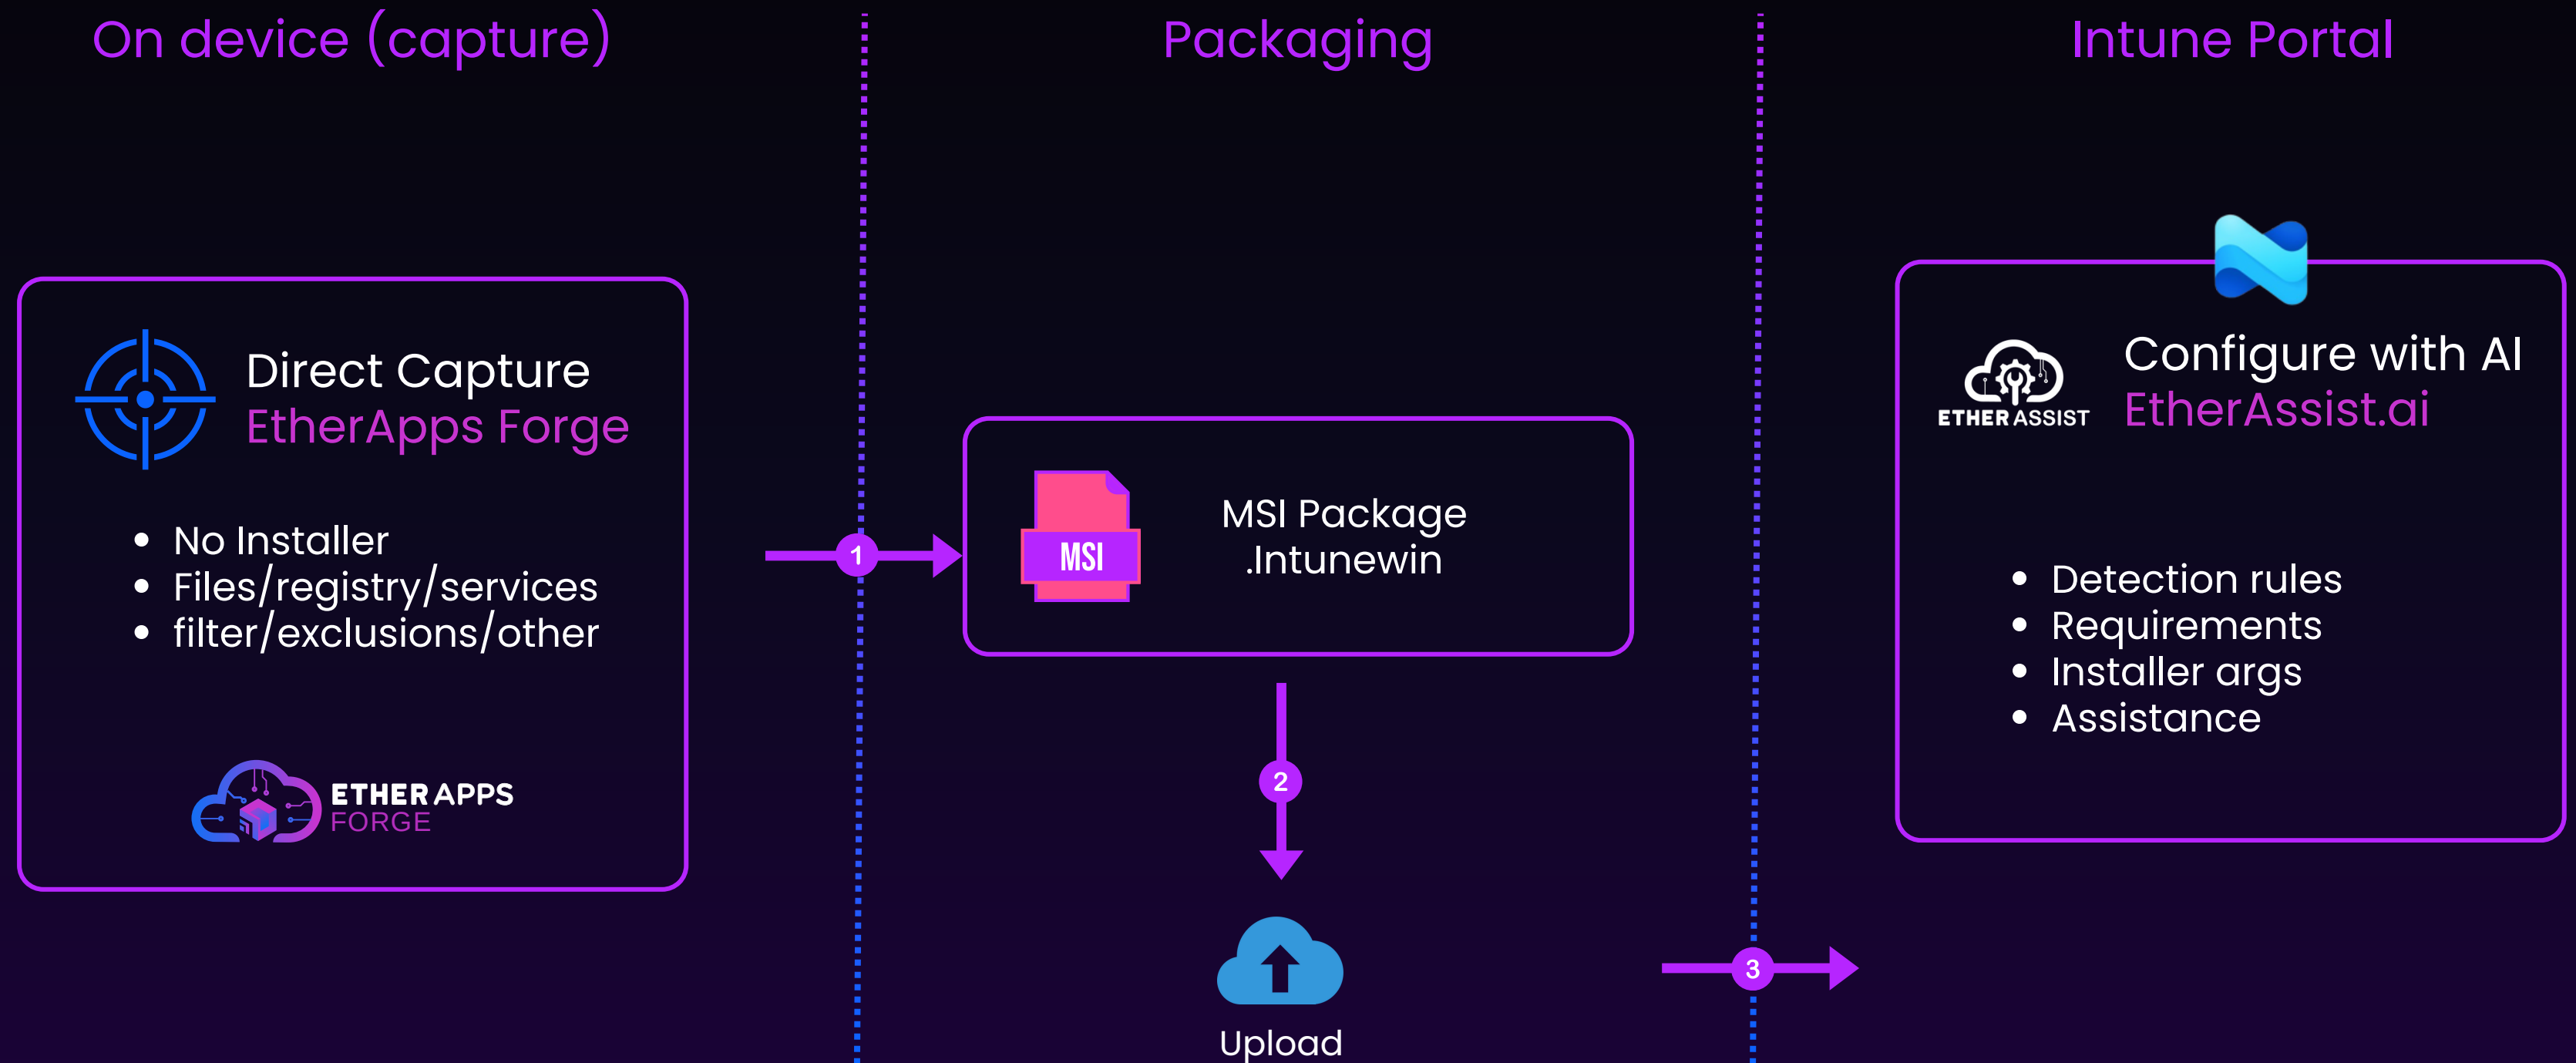 On device (capture)
Packaging
Intune Portal
Direct Capture
EtherApps Forge
No Installer
Files/registry/services
filter/exclusions/other
ETHER APPS
FORGE
1
MSI
MSI Package
.Intunewin
2
Upload
3
ETHER ASSIST
Configure with AI
EtherAssist.ai
Detection rules
Requirements
Installer args
Assistance